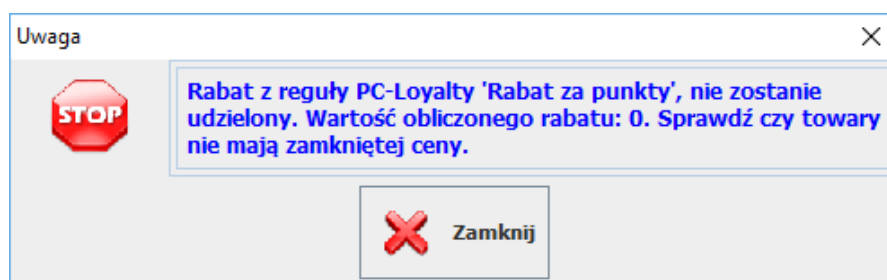 Uwaga
STOP
Rabat z reguły PC-Loyalty 'Rabat za punkty', nie zostanie
udzielony. Wartość obliczonego rabatu: 0. Sprawdź czy towary
nie mają zamkniętej ceny.
Zamknij